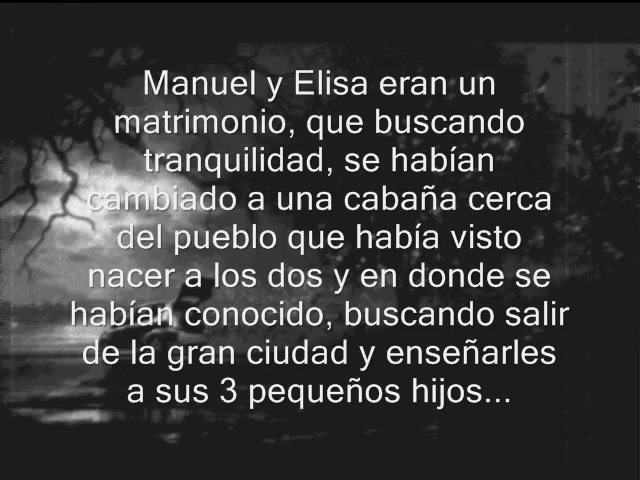 Manuel y Elisa eran un
matrimonio, que buscando
tranquilidad, se habían
cambiado a una cabaña cerca
del pueblo que había visto
nacer a los dos y en donde se
habían conocido, buscando salir
de la gran ciudad y enseñarles
a sus 3 pequeños hijos...